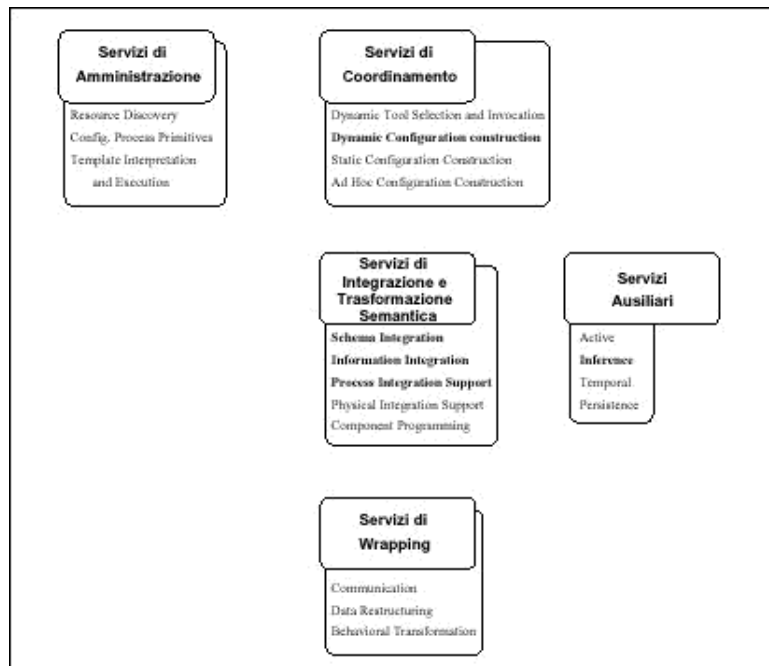 Servizi di
Amministrazione
Resource Discovery
Config. Process Primitives
Template Interpretation
and Execution
Servizi di
Coordinamento
Dynamic Tool Selection and Invocation
Dynamic Configuration construction
Static Configuration Construction
Ad Hoc Configuration Construction
Servizi di
Integrazione e
Trasformazione
Semantica
Schema Integration
Information Integration
Process Integration Support
Physical Integration Support
Component Programming
Servizi
Ausiliari
Active
Inference
Temporal
Persistence
Servizi di
Wrapping
Communication
Data Restructuring
Behavioral Transformation